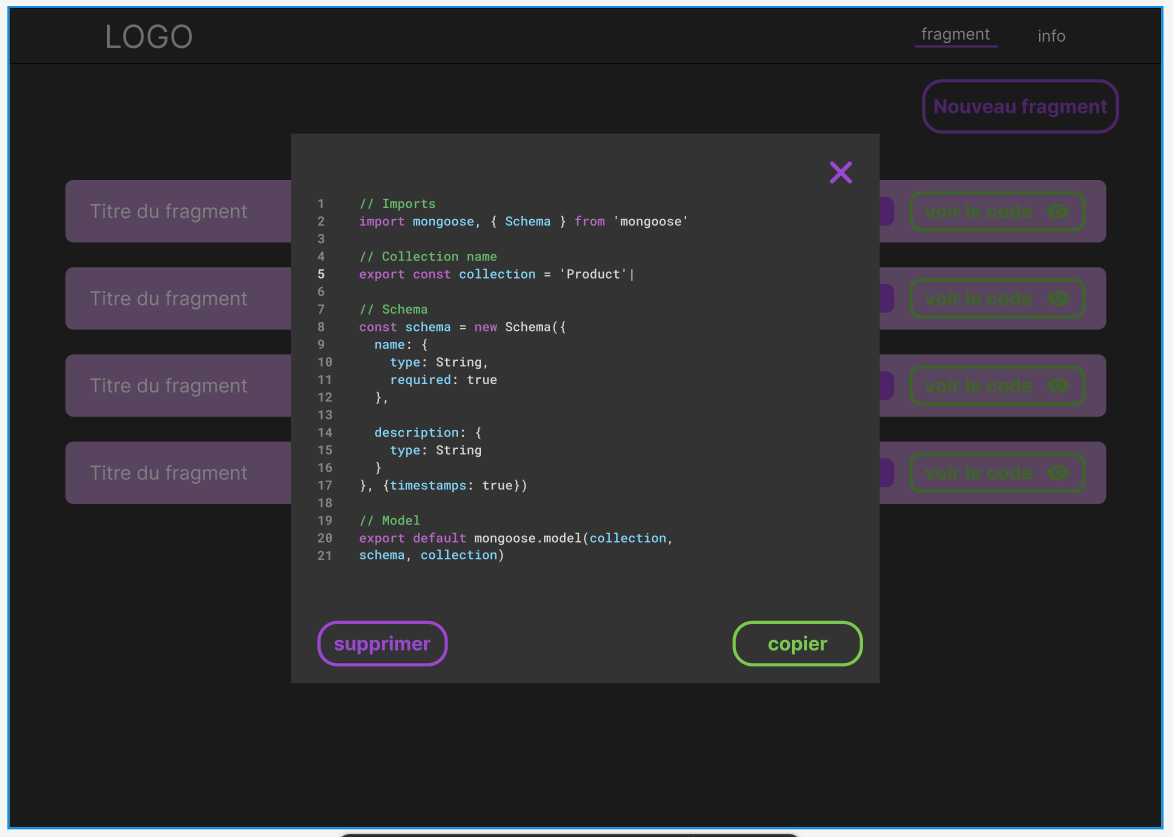 LOGO
fragment
info
Nouveau fragment
Titre du fragment
voir le code
Titre du fragment
voir le code
Titre du fragment
voir le code
Titre du fragment
voir le code
1 // Imports
2 import mongoose, { Schema } from 'mongoose'
3
4 // Collection name
5 export const collection = 'Product'|
6
7 // Schema
8 const schema = new Schema({
9 name: {
10 type: String,
11 required: true
12 },
13
14 description: {
15 type: String
16 }
17 }, {timestamps: true})
18
19 // Model
20 export default mongoose.model(collection,
21 schema, collection)
supprimer
copier